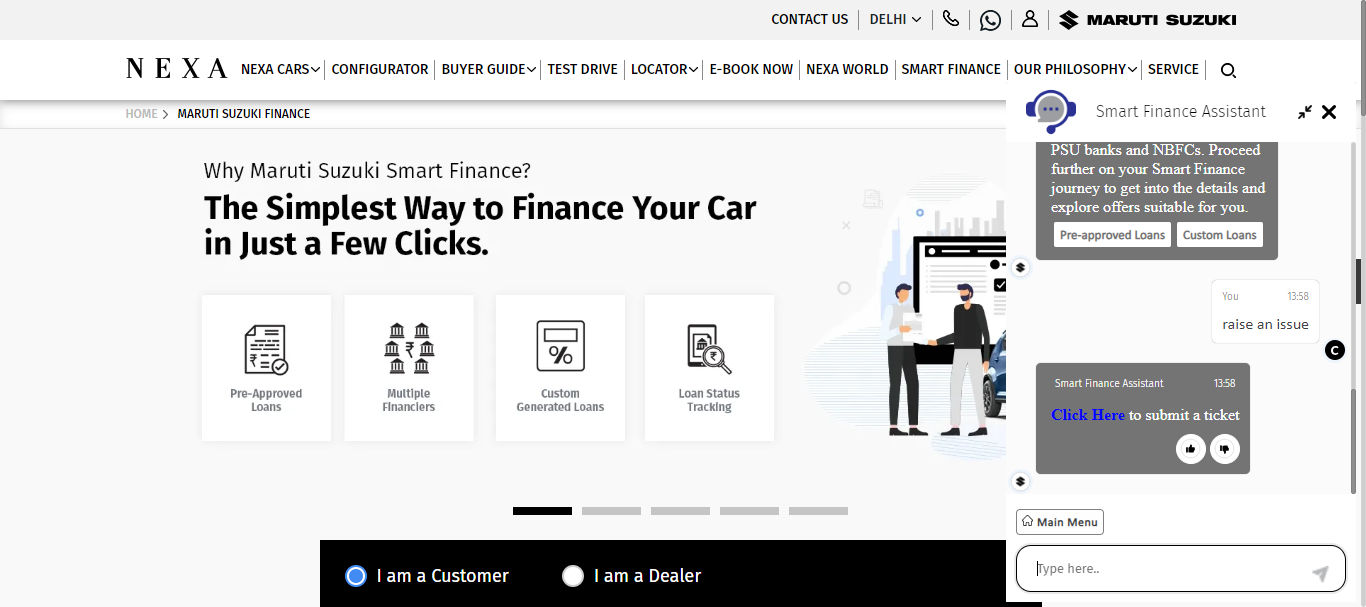 CONTACT US
DELHI
MARUTI SUZUKI
NEXA
NEXA CARS
CONFIGURATOR
BUYER GUIDE
TEST DRIVE
LOCATOR
E-BOOK NOW
NEXA WORLD
SMART FINANCE
OUR PHILOSOPHY
SERVICE
HOME
MARUTI SUZUKI FINANCE
Why Maruti Suzuki Smart Finance?
The Simplest Way to Finance Your Car
in Just a Few Clicks.
Pre-Approved
Loans
Multiple
Financiers
Custom
Generated Loans
Loan Status
Tracking
I am a Customer
I am a Dealer
Smart Finance Assistant
PSU banks and NBFCs. Proceed
further on your Smart Finance
journey to get into the details and
explore offers suitable for you.
Pre-approved Loans
Custom Loans
You 13:58
raise an issue
C
Smart Finance Assistant 13:58
Click Here to submit a ticket
Main Menu
Type here..